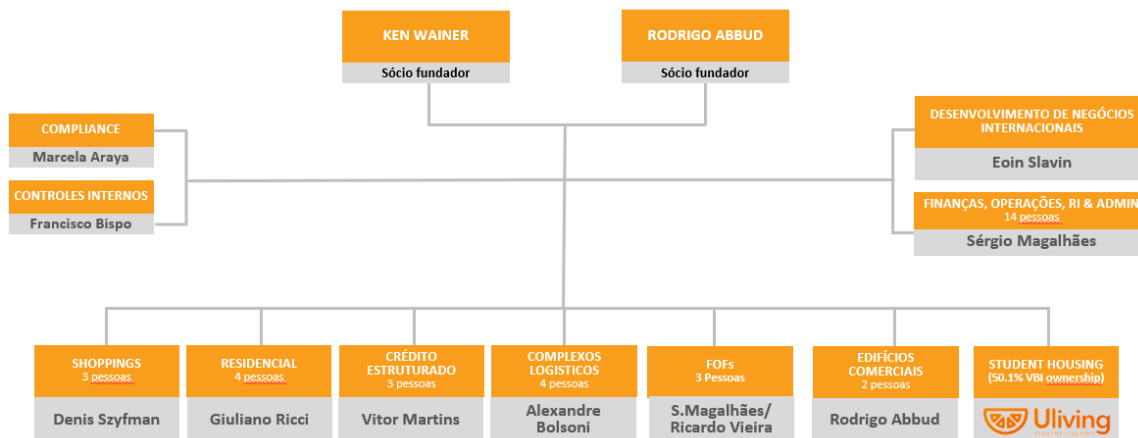 KEN WAINER
Sócio fundador
RODRIGO ABBUD
Sócio fundador
COMPLIANCE
Marcela Araya
CONTROLES INTERNOS
Francisco Bispo
DESENVOLVIMENTO DE NEGÓCIOS
INTERNACIONAIS
Eoin Slavin
FINANÇAS, OPERAÇÕES, RI & ADMIN
14 pessoas
Sérgio Magalhães
SHOPPINGS
3 pessoas
Denis Szyfman
RESIDENCIAL
4 pessoas
Giuliano Ricci
CRÉDITO
ESTRUTURADO
3 pessoas
Vitor Martins
COMPLEXOS
LOGISTICOS
4 pessoas
Alexandre
Bolsoni
FOFs
3 Pessoas
S.Magalhães/
Ricardo Vieira
EDIFÍCIOS
COMERCIAIS
2 pessoas
Rodrigo Abbud
STUDENT HOUSING
(50.1% VBI ownership)
Uliving